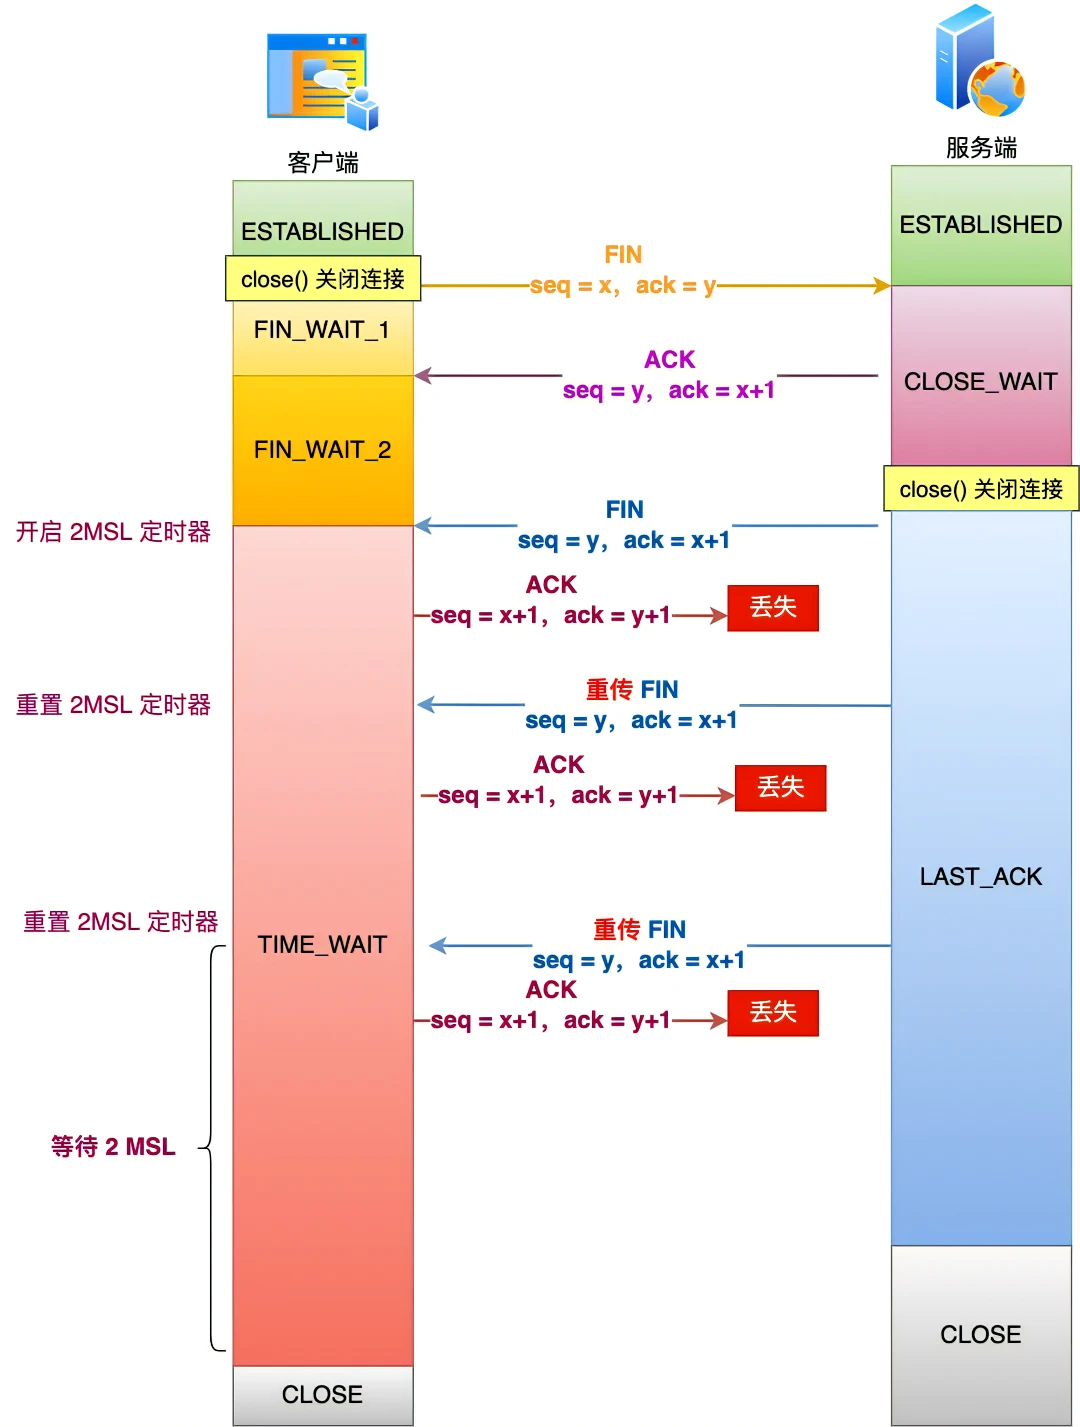 客户端
服务端
ESTABLISHED
ESTABLISHED
close() 关闭连接
FIN
seq = x, ack = y
FIN_WAIT_1
ACK
seq = y, ack = x+1
CLOSE_WAIT
FIN_WAIT_2
close() 关闭连接
开启 2MSL 定时器
FIN
seq = y, ack = x+1
ACK
seq = x+1, ack = y+1
丢失
重置 2MSL 定时器
重传 FIN
seq = y, ack = x+1
ACK
seq = x+1, ack = y+1
丢失
LAST_ACK
重置 2MSL 定时器
TIME_WAIT
重传 FIN
seq = y, ack = x+1
ACK
seq = x+1, ack = y+1
丢失
等待 2 MSL
CLOSE
CLOSE